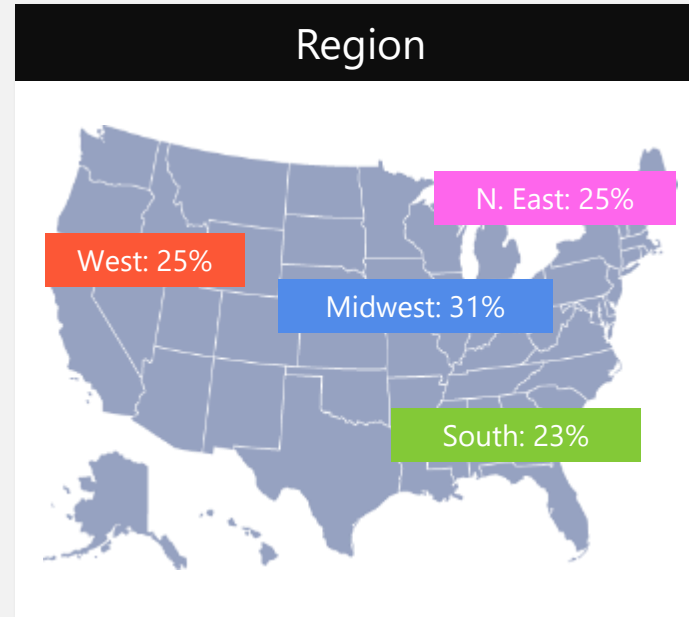 Region
N. East: 25%
West: 25%
Midwest: 31%
South: 23%